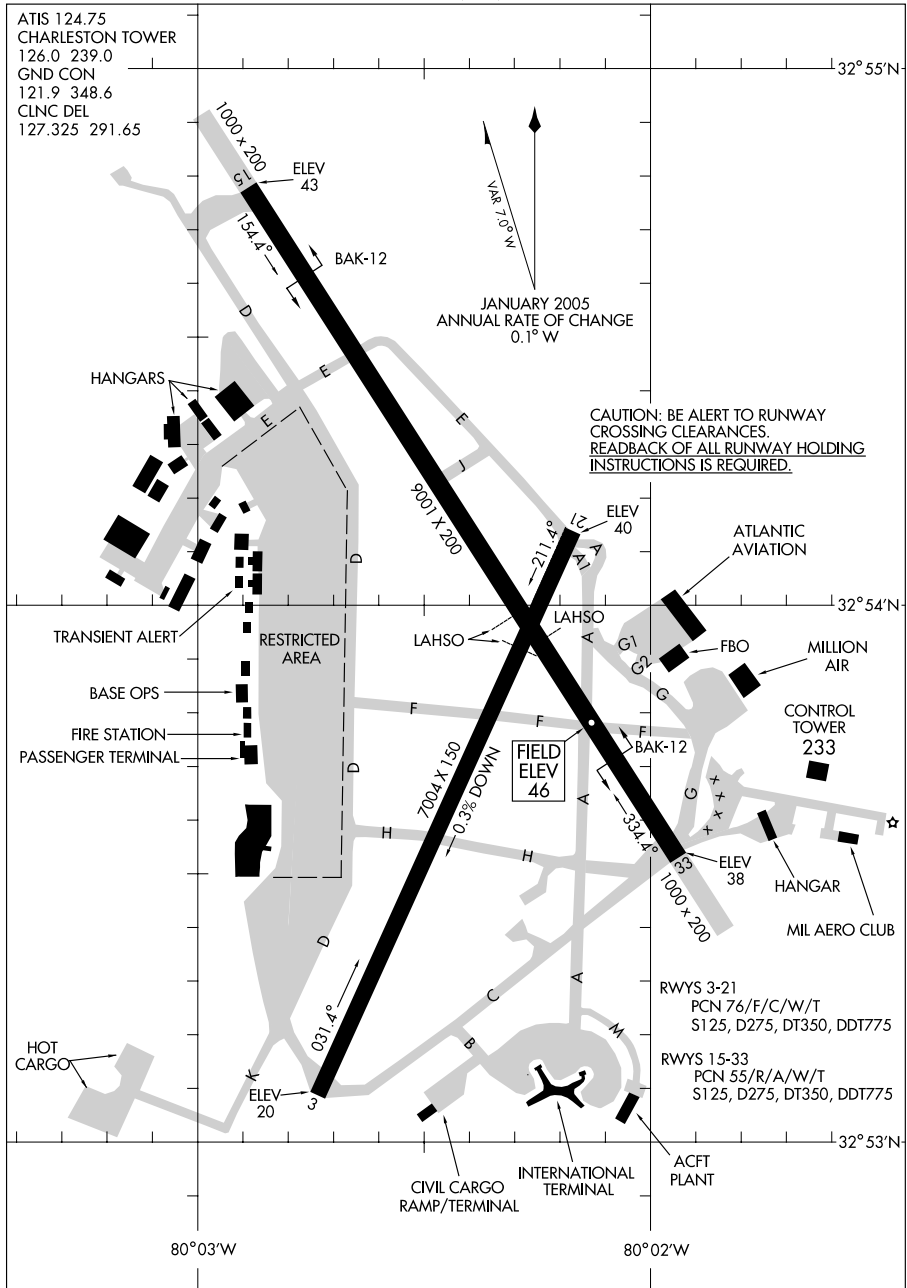 ATIS 124.75
CHARLESTON TOWER
126.0 239.0
GND CON
121.9 348.6
CLNC DEL
127.325 291.65
32°55'N
1000 x 200
15
ELEV
43
154.4°
BAK-12
VAR 7.0° W
JANUARY 2005
ANNUAL RATE OF CHANGE
0.1° W
D
HANGARS
E
E
E
J
CAUTION: BE ALERT TO RUNWAY
CROSSING CLEARANCES.
READBACK OF ALL RUNWAY HOLDING
INSTRUCTIONS IS REQUIRED.
9001 X 200
21
ELEV
40
211.4°
A
A1
D
ATLANTIC
AVIATION
32°54'N
TRANSIENT ALERT
RESTRICTED
AREA
LAHSO
LAHSO
A
G1
G2
G
FBO
MILLION
AIR
BASE OPS
F
F
F
FIRE STATION
PASSENGER TERMINAL
FIELD
ELEV
46
BAK-12
CONTROL
TOWER
233
D
7004 X 150
0.3% DOWN
A
G
x
x
x
x
x
334.4°
H
H
33
ELEV
38
1000 x 200
HANGAR
MIL AERO CLUB
D
A
C
031.4°
RWYS 3-21
PCN 76/F/C/W/T
S125, D275, DT350, DDT775
HOT
CARGO
B
M
RWYS 15-33
PCN 55/R/A/W/T
S125, D275, DT350, DDT775
K
ELEV
20
3
32°53'N
CIVIL CARGO
RAMP/TERMINAL
INTERNATIONAL
TERMINAL
ACFT
PLANT
80°03'W
80°02'W